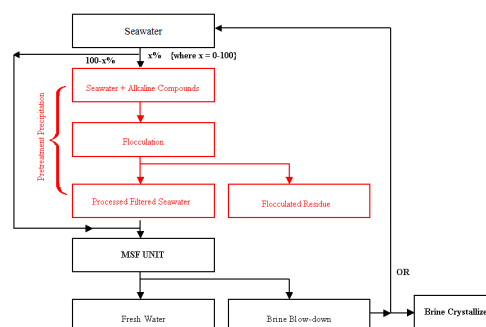 Seawater
100-x%
x% {where x = 0-100}
Seawater + Alkaline Compounds
Pretreatment Precipitation
Flocculation
Processed Filtered Seawater
Flocculated Residue
MSF UNIT
OR
Fresh Water
Brine Blow-down
Brine Crystallize